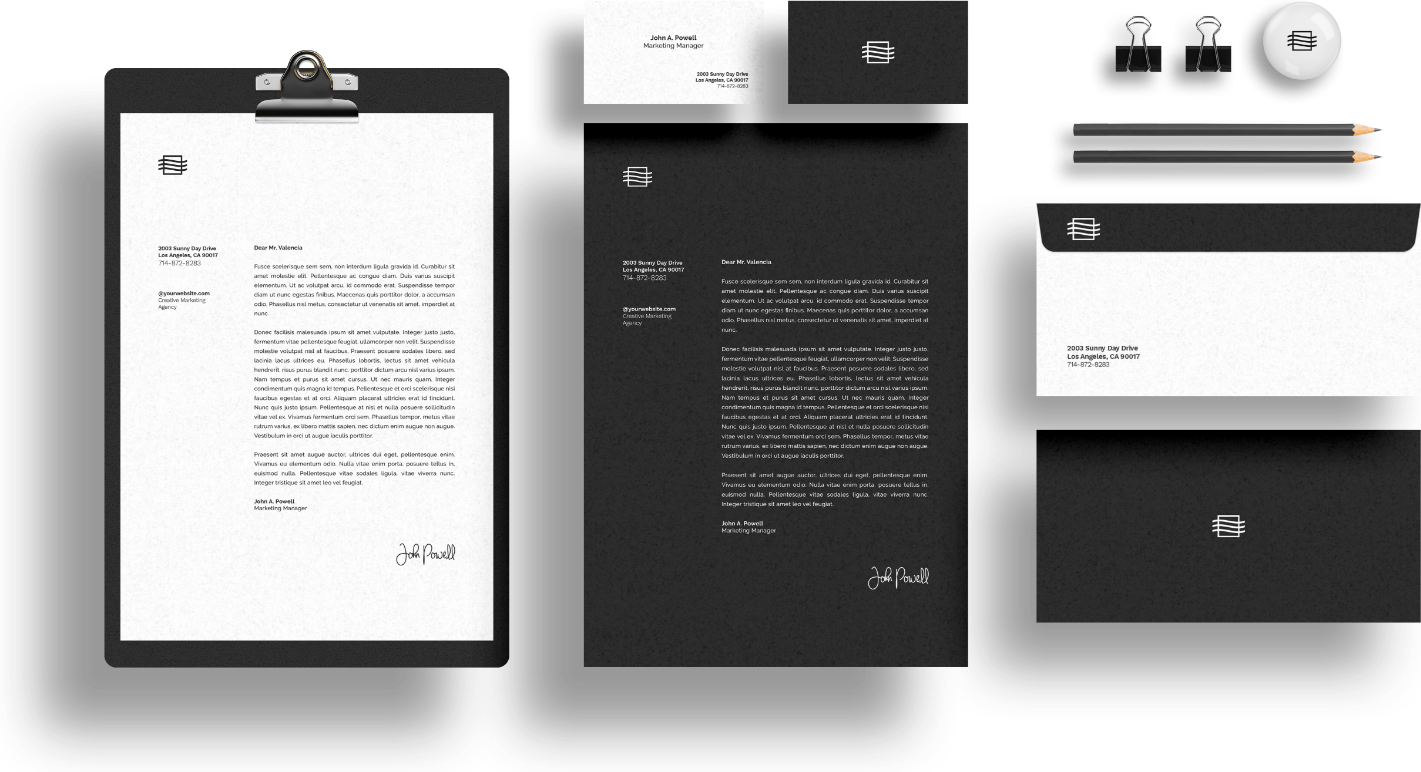 2003 Sunny Day Drive
Los Angeles, CA 90017
714-872-8283
@yourwebsite.com
Creative Marketing
Agency
Dear Mr. Valencia
Fusce scelerisque sem sem, non interdum ligula gravida id. Curabitur sit
amet molestie elit. Pellentesque ac congue diam. Duis varius suscipit
elementum. Ut ac volutpat arcu, id commodo erat. Suspendisse tempor
diam ut nunc egestas finibus. Maecenas quis porttitor dolor, a accumsan
odio. Phasellus nisl metus, consectetur ut venenatis sit amet, imperdiet at
nunc.
Donec facilisis malesuada ipsum sit amet vulputate. Integer justo justo,
fermentum vitae pellentesque feugiat, ullamcorper non velit. Suspendisse
molestie volutpat nisl at faucibus. Praesent posuere sodales libero, sed
lacinia lacus ultrices eu. Phasellus lobortis, lectus sit amet vehicula
hendrerit, risus purus blandit nunc, porttitor dictum arcu nisl varius ipsum.
Nam tempus et purus sit amet cursus. Ut nec mauris quam. Integer
condimentum quis magna id tempus. Pellentesque et orci scelerisque nisi
faucibus egestas et at orci. Aliquam placerat ultricies erat id tincidunt.
Nunc quis justo ipsum. Pellentesque at nisi et nulla posuere sollicitudin
vitae vel ex. Vivamus fermentum orci sem. Phasellus tempor, metus vitae
rutrum varius, ex libero mattis sapien, nec dictum enim augue non augue.
Vestibulum in orci ut augue iaculis porttitor.
Praesent sit amet augue auctor, ultrices dui eget, pellentesque enim.
Vivamus eu elementum odio. Nulla vitae enim porta, posuere tellus in,
euismod nulla. Pellentesque vitae sodales ligula, vitae viverra nunc.
Integer tristique sit amet leo vel feugiat.
John A. Powell
Marketing Manager
John Powell
John A. Powell
Marketing Manager
2003 Sunny Day Drive
Los Angeles, CA 90017
714-872-8283
2003 Sunny Day Drive
Los Angeles, CA 90017
714-872-8283
@yourwebsite.com
Creative Marketing
Agency
Dear Mr. Valencia
Fusce scelerisque sem sem, non interdum ligula gravida id. Curabitur sit
amet molestie elit. Pellentesque ac congue diam. Duis varius suscipit
elementum. Ut ac volutpat arcu, id commodo erat. Suspendisse tempor
diam ut nunc egestas finibus. Maecenas quis porttitor dolor, a accumsan
odio. Phasellus nisl metus, consectetur ut venenatis sit amet, imperdiet at
nunc.
Donec facilisis malesuada ipsum sit amet vulputate. Integer justo justo,
fermentum vitae pellentesque feugiat, ullamcorper non velit. Suspendisse
molestie volutpat nisl at faucibus. Praesent posuere sodales libero, sed
lacinia lacus ultrices eu. Phasellus lobortis, lectus sit amet vehicula
hendrerit, risus purus blandit nunc, porttitor dictum arcu nisl varius ipsum.
Nam tempus et purus sit amet cursus. Ut nec mauris quam. Integer
condimentum quis magna id tempus. Pellentesque et orci scelerisque nisi
faucibus egestas et at orci. Aliquam placerat ultricies erat id tincidunt.
Nunc quis justo ipsum. Pellentesque at nisi et nulla posuere sollicitudin
vitae vel ex. Vivamus fermentum orci sem. Phasellus tempor, metus vitae
rutrum varius, ex libero mattis sapien, nec dictum enim augue non augue.
Vestibulum in orci ut augue iaculis porttitor.
Praesent sit amet augue auctor, ultrices dui eget, pellentesque enim.
Vivamus eu elementum odio. Nulla vitae enim porta, posuere tellus in,
euismod nulla. Pellentesque vitae sodales ligula, vitae viverra nunc.
Integer tristique sit amet leo vel feugiat.
John A. Powell
Marketing Manager
John Powell
2003 Sunny Day Drive
Los Angeles, CA 90017
714-872-8283